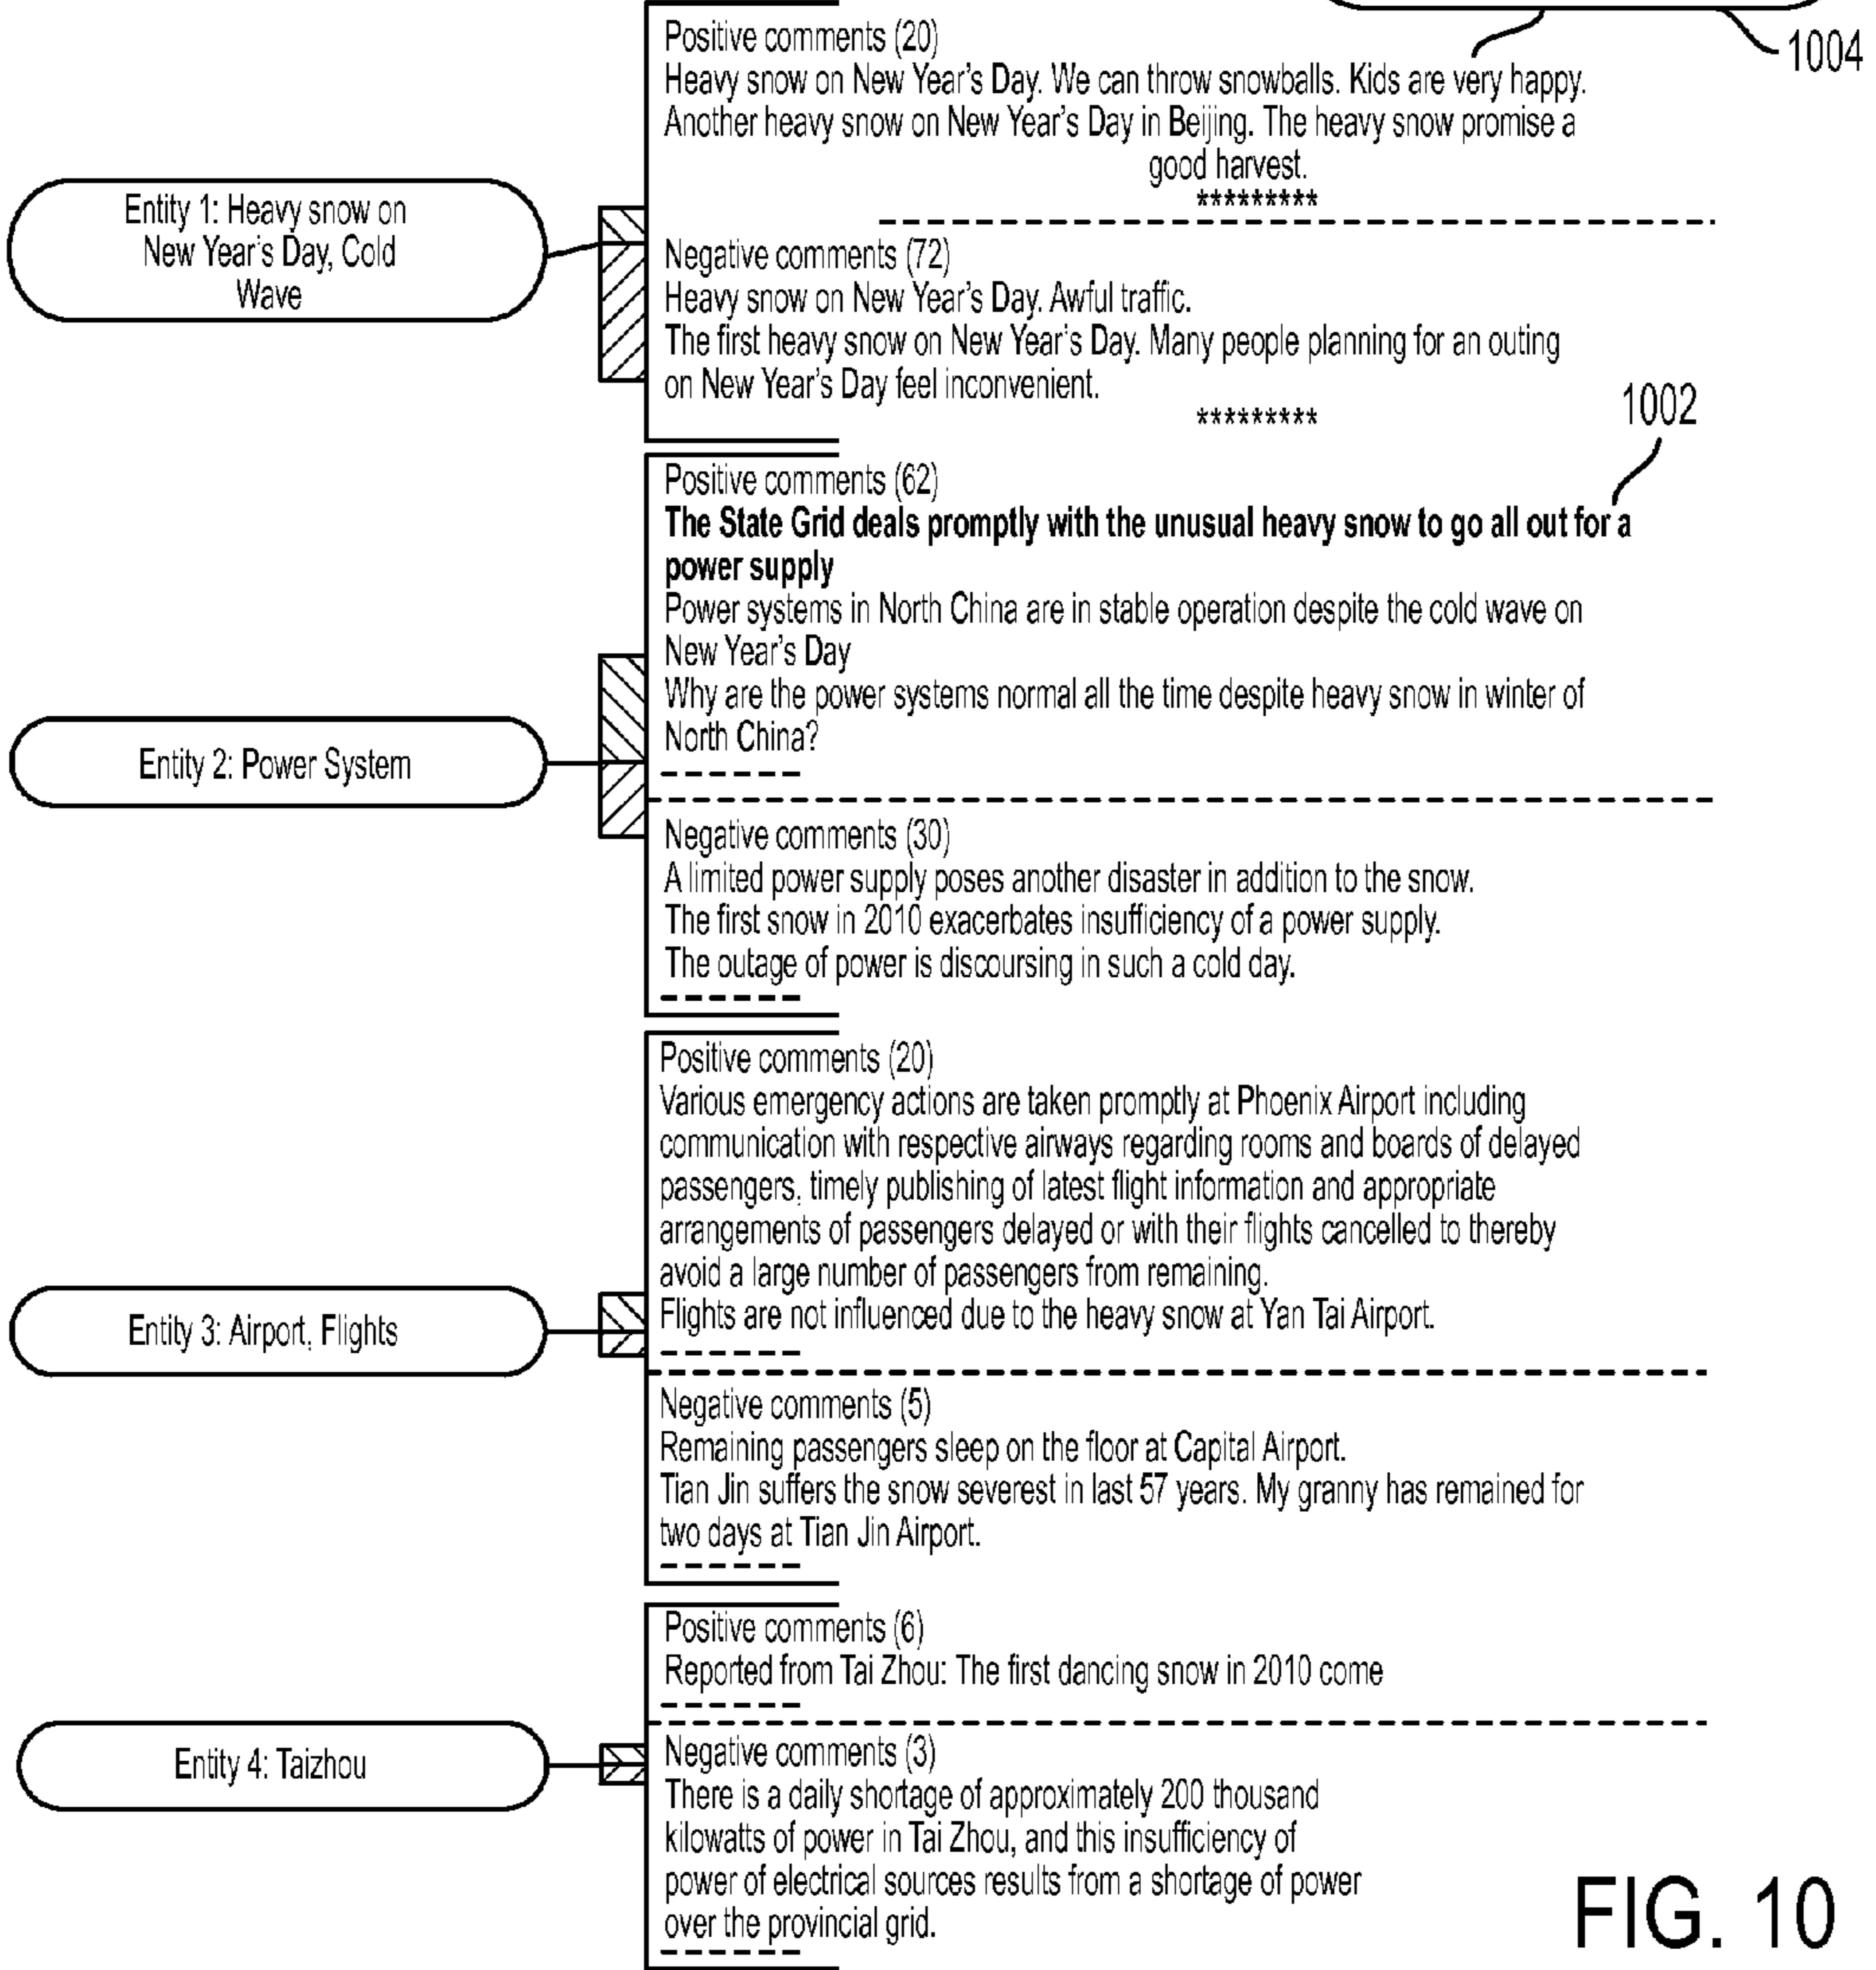 1004
Positive comments (20)
Heavy snow on New Year's Day. We can throw snowballs. Kids are very happy.
Another heavy snow on New Year's Day in Beijing. The heavy snow promise a
good harvest.
*********
Entity 1: Heavy snow on
New Year's Day, Cold
Wave
Negative comments (72)
Heavy snow on New Year's Day. Awful traffic.
The first heavy snow on New Year's Day. Many people planning for an outing
on New Year's Day feel inconvenient.
*********
1002
Positive comments (62)
The State Grid deals promptly with the unusual heavy snow to go all out for a
power supply
Power systems in North China are in stable operation despite the cold wave on
New Year's Day
Why are the power systems normal all the time despite heavy snow in winter of
North China?
Entity 2: Power System
Negative comments (30)
A limited power supply poses another disaster in addition to the snow.
The first snow in 2010 exacerbates insufficiency of a power supply.
The outage of power is discoursing in such a cold day.
Positive comments (20)
Various emergency actions are taken promptly at Phoenix Airport including
communication with respective airways regarding rooms and boards of delayed
passengers, timely publishing of latest flight information and appropriate
arrangements of passengers delayed or with their flights cancelled to thereby
avoid a large number of passengers from remaining.
Flights are not influenced due to the heavy snow at Yan Tai Airport.
Entity 3: Airport, Flights
Negative comments (5)
Remaining passengers sleep on the floor at Capital Airport.
Tian Jin suffers the snow severest in last 57 years. My granny has remained for
two days at Tian Jin Airport.
Positive comments (6)
Reported from Tai Zhou: The first dancing snow in 2010 come
Entity 4: Taizhou
Negative comments (3)
There is a daily shortage of approximately 200 thousand
kilowatts of power in Tai Zhou, and this insufficiency of
power of electrical sources results from a shortage of power
over the provincial grid.
FIG. 10